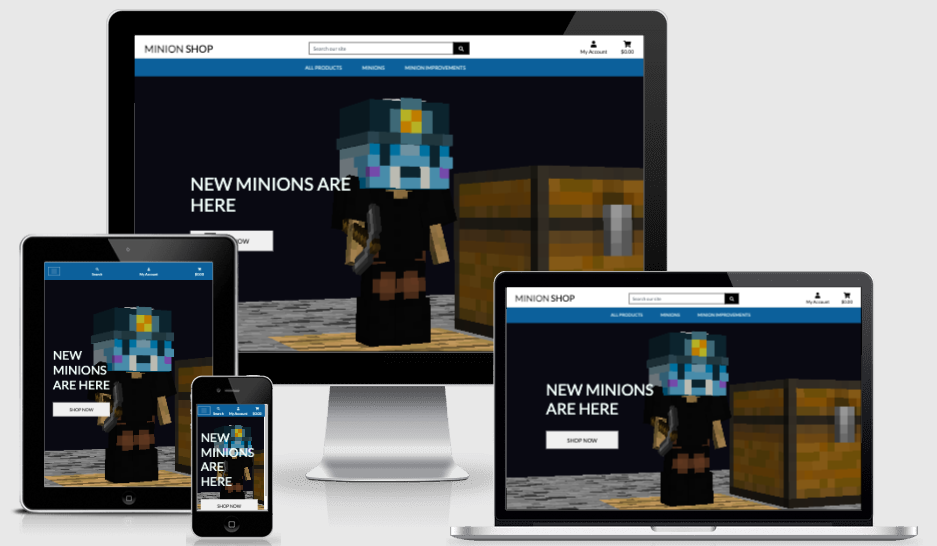 MINION SHOP
Search our site
My Account
$0.00
ALL PRODUCTS
MINIONS
MINION IMPROVEMENTS
NEW MINIONS ARE
HERE
OW
Search
My Account
$0.00
NEW
MINIONS
ARE HERE
SHOP NOW
Search
My Account
$0.00
NEW
MINIONS
ARE
HERE
SHOP NOW
MINION SHOP
Search our site
My Account
$0.00
ALL PRODUCTS
MINIONS
MINION IMPROVEMENTS
NEW MINIONS
ARE HERE
SHOP NOW